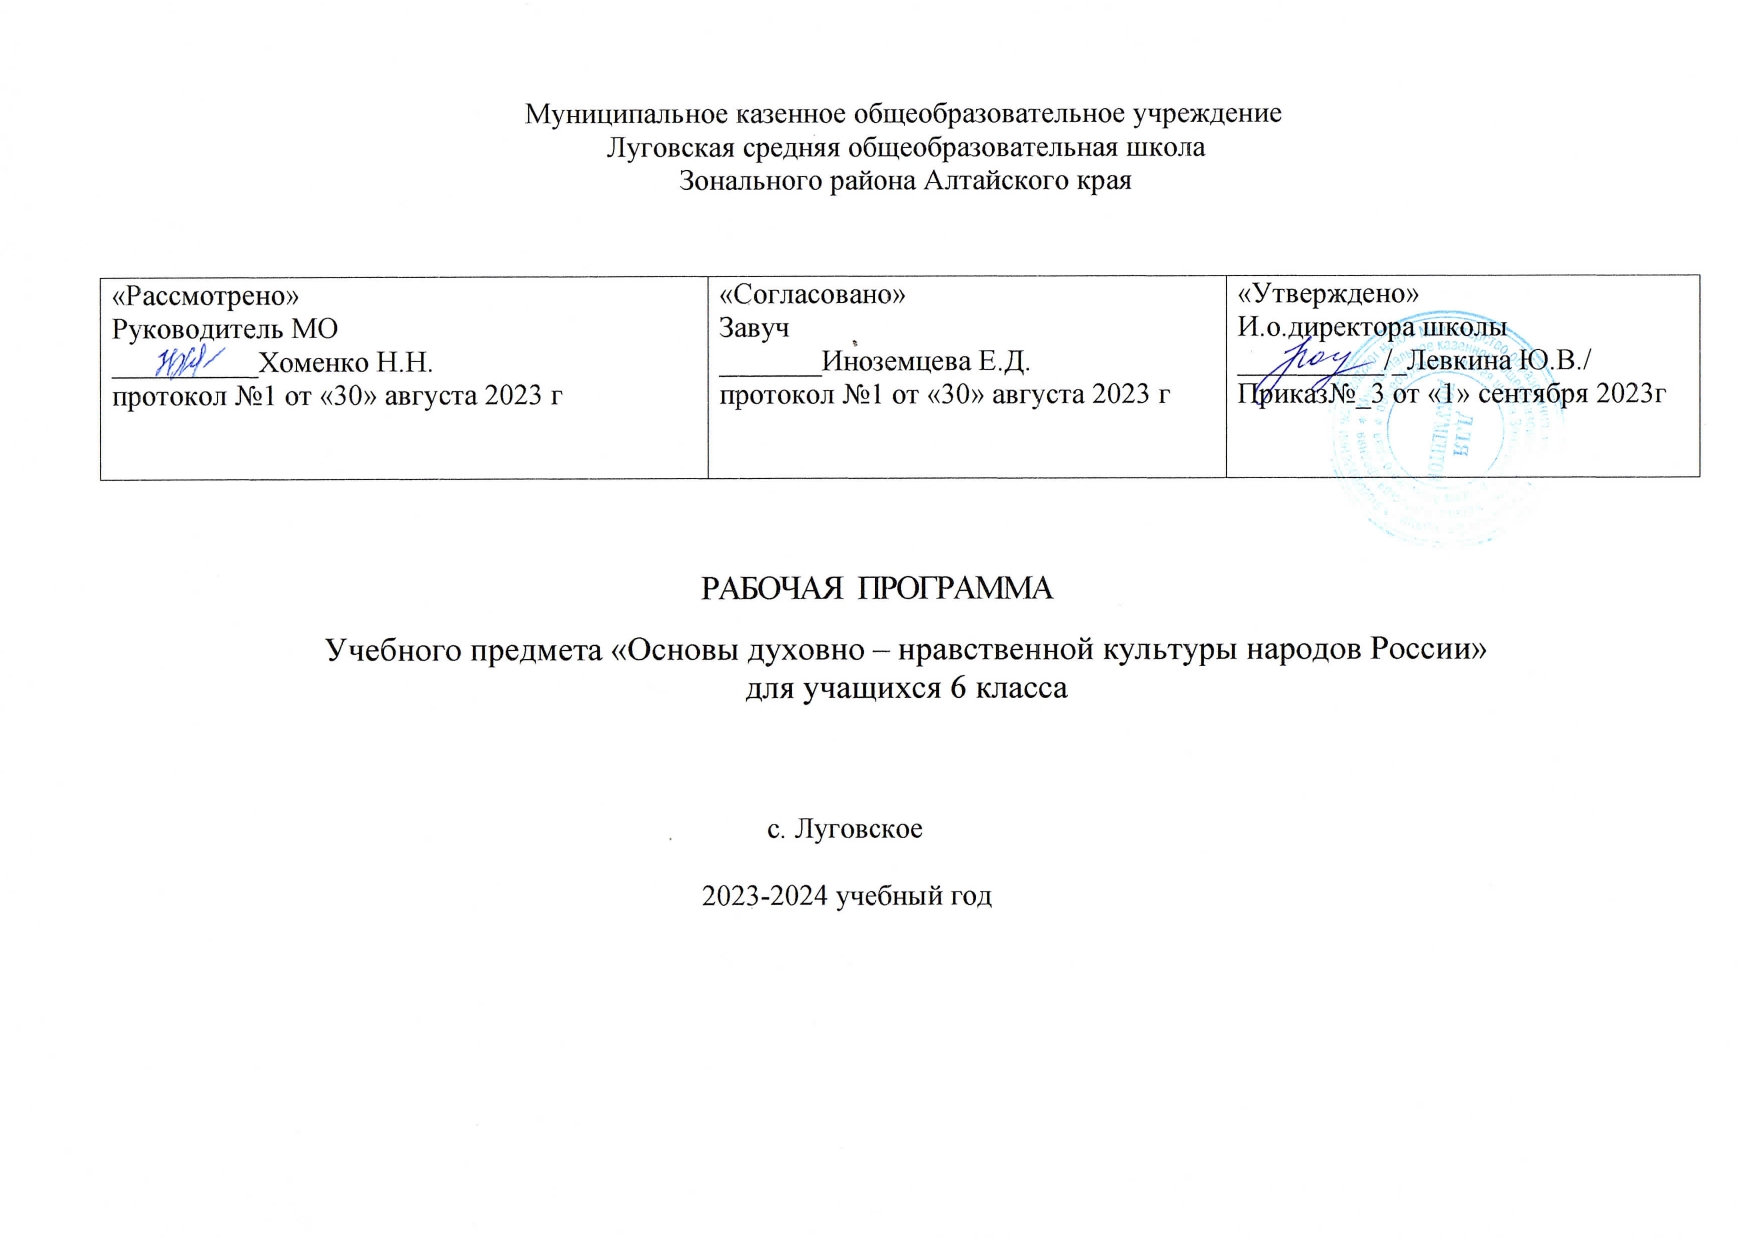 Муниципальное казенное общеобразовательное учреждение
Луговская средняя общеобразовательная школа
Зонального района Алтайского края
«Рассмотрено»
Руководитель МО
__________Хоменко Н.Н.
протокол №1 от «30» августа 2023 г
«Согласовано»
Завуч
_______Иноземцева Е.Д.
протокол №1 от «30» августа 2023 г
«Утверждено»
И.о.директора школы
__________/_Левкина Ю.В./
Приказ№_3 от «1» сентября 2023г
ДЛЯ
ДОКУМЕНТОВ
РАБОЧАЯ ПРОГРАММА
Учебного предмета «Основы духовно – нравственной культуры народов России»
для учащихся 6 класса
с. Луговское
2023-2024 учебный год